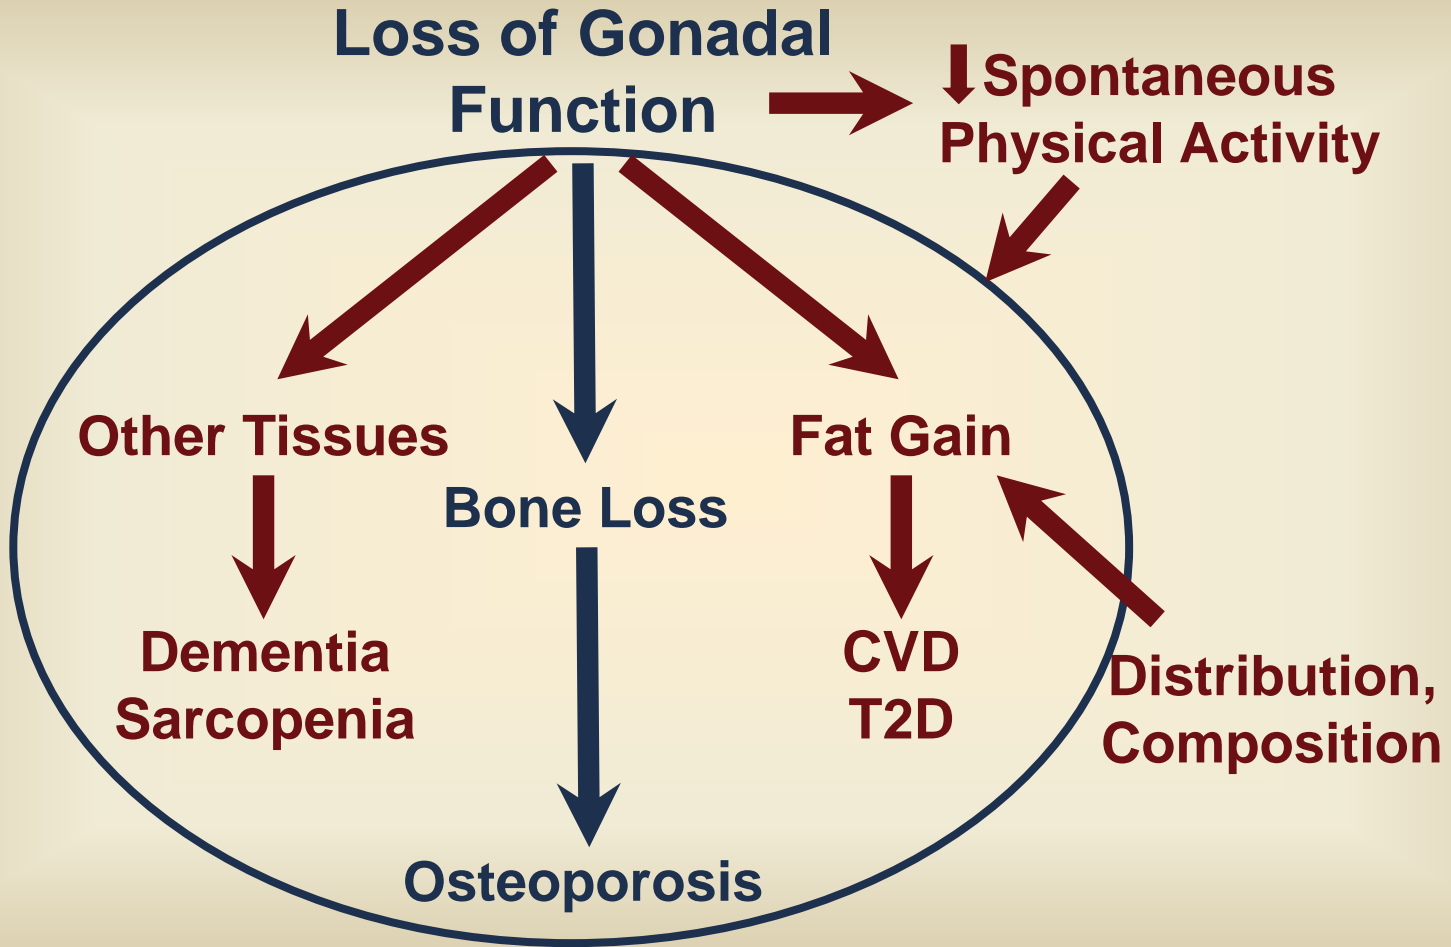 Loss of Gonadal
Function
⬇Spontaneous
Physical Activity
Other Tissues
Fat Gain
Bone Loss
Dementia
Sarcopenia
CVD
T2D
Distribution,
Composition
Osteoporosis